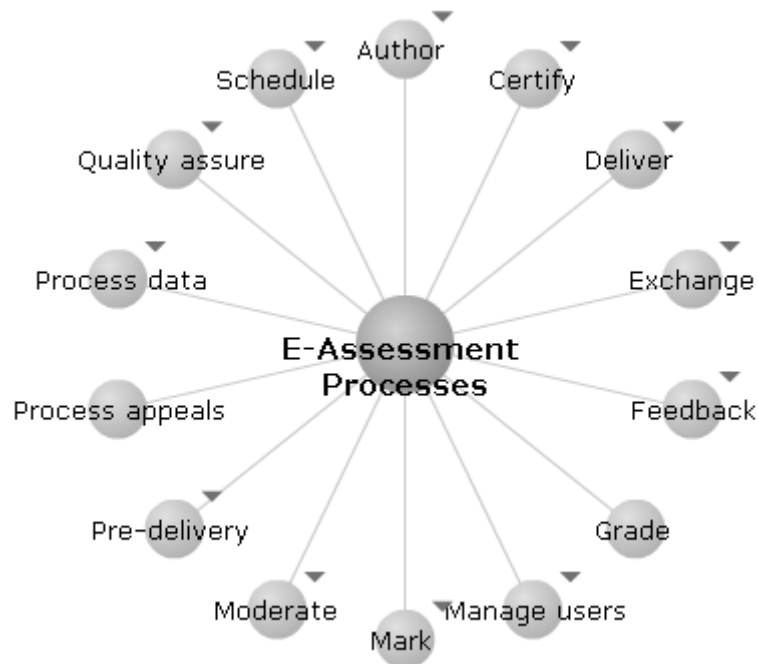 Author
Schedule
Certify
Quality assure
Deliver
Process data
Exchange
E-Assessment
Processes
Process appeals
Feedback
Pre-delivery
Grade
Moderate
Manage users
Mark